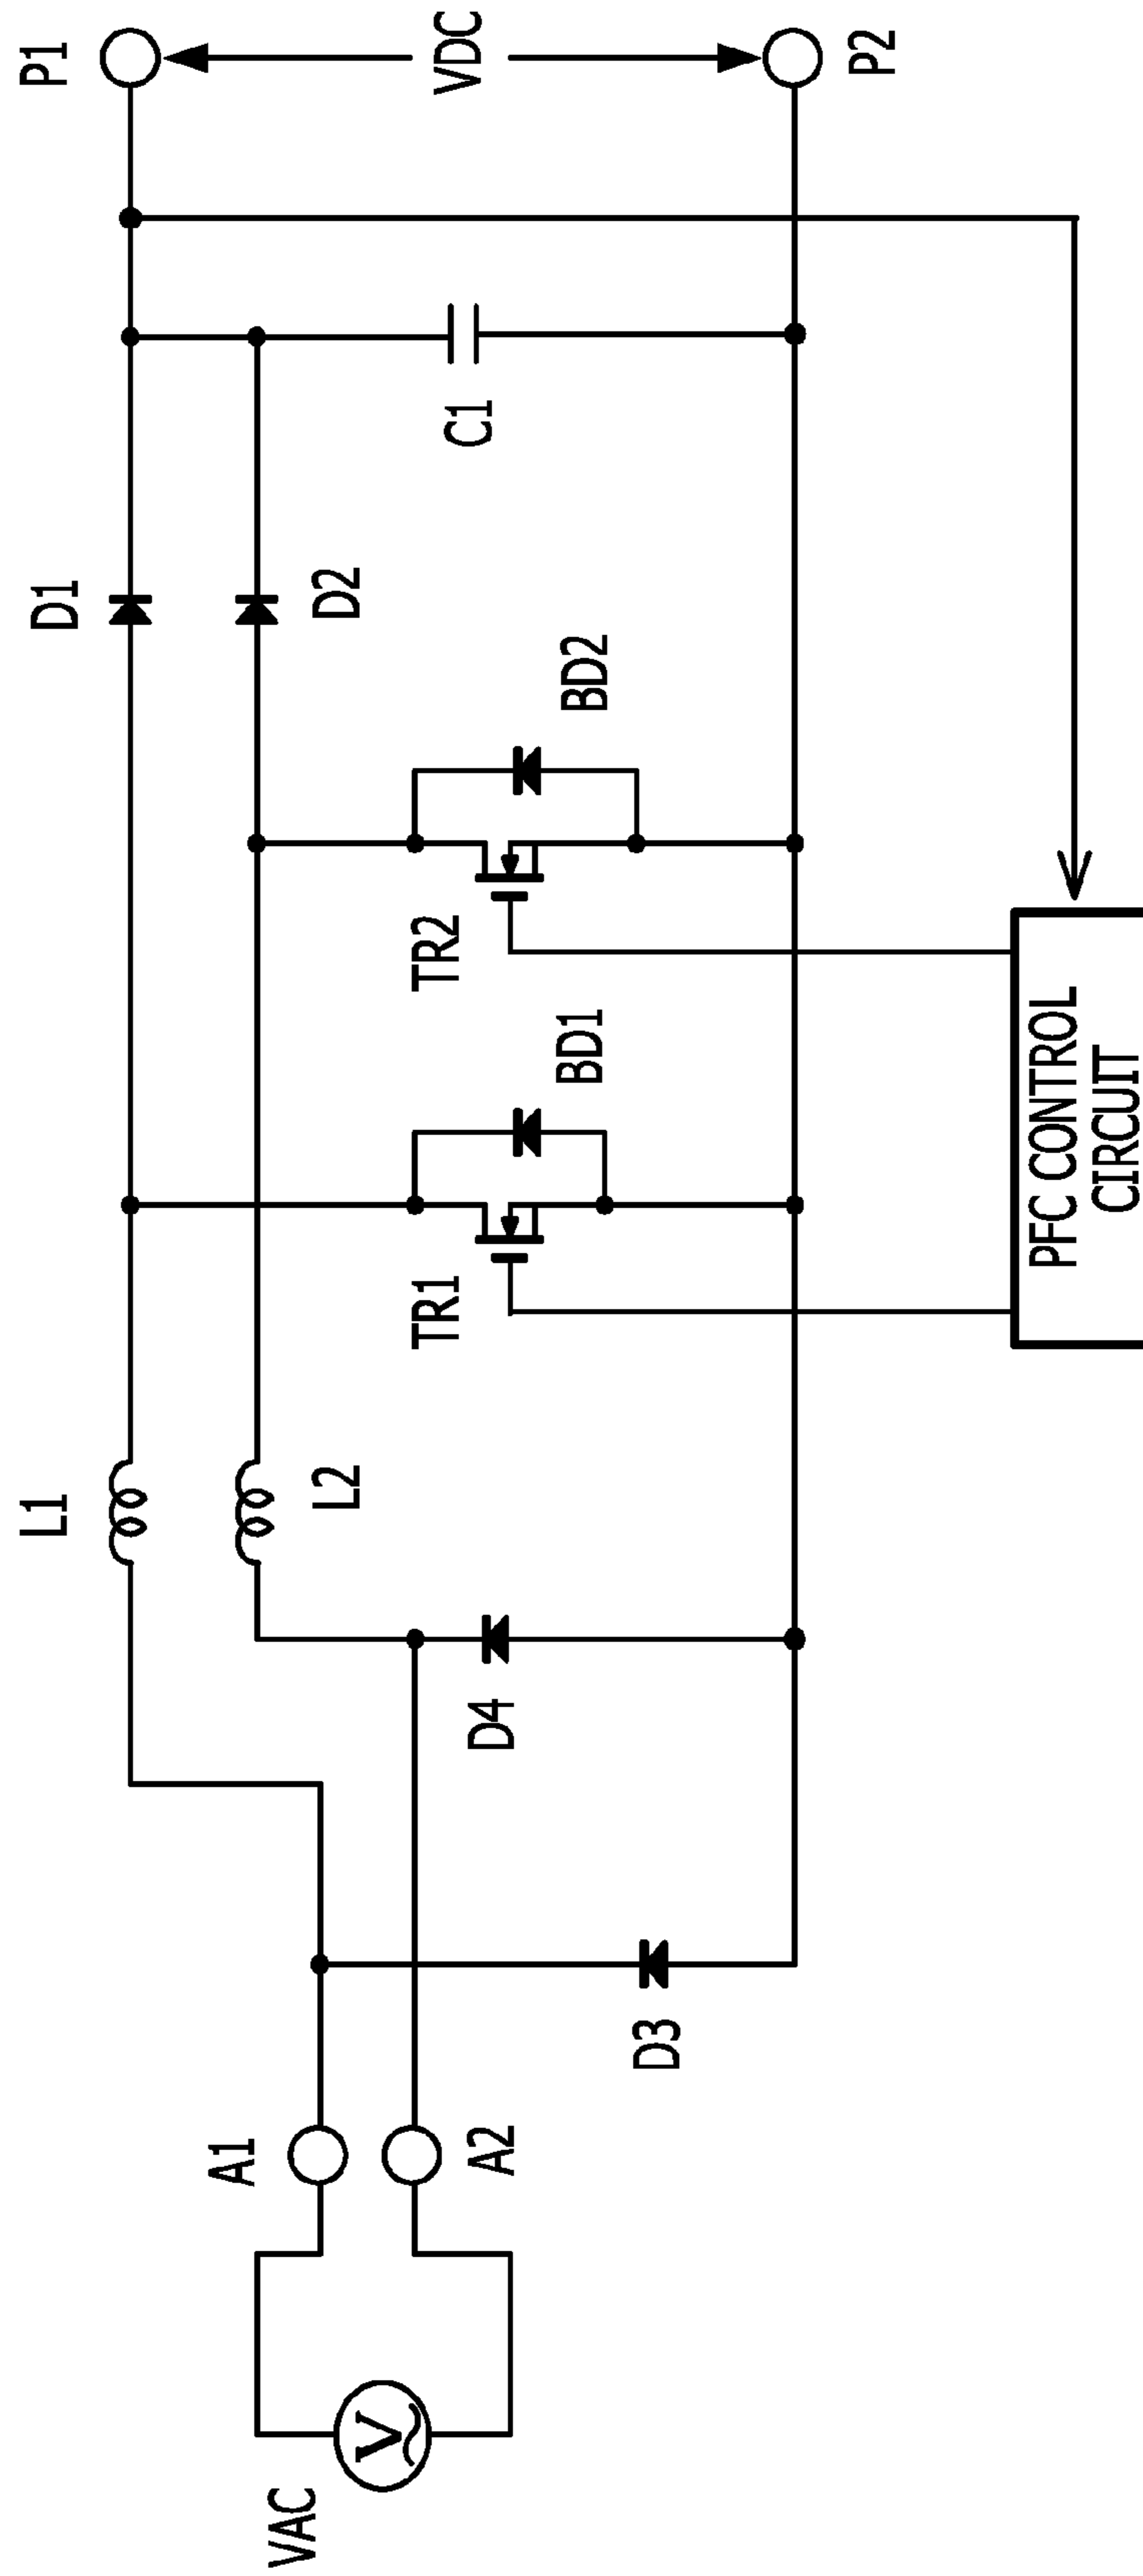 L1
D1
P1
L2
D2
VAC
A1
A2
D4
TR1
TR2
C1
VDC
BD1
BD2
D3
P2
PFC CONTROL
CIRCUIT
V